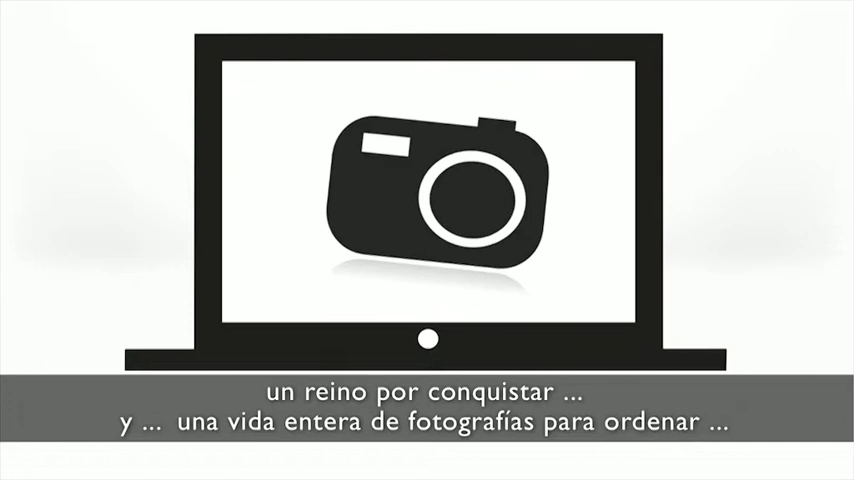 un reino por conquistar ...
y ... una vida entera de fotografías para ordenar ...